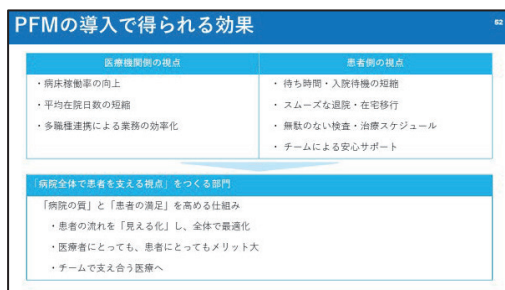 PFMの導入で得られる効果
52
医療機関側の視点
・病床稼働率の向上
・平均在院日数の短縮
・多職種連携による業務の効率化
患者側の視点
・待ち時間・入院待機の短縮
・スムーズな退院・在宅移行
・無駄のない検査・治療スケジュール
・チームによる安心サポート
「病院全体で患者を支える視点」をつくる部門
「病院の質」と「患者の満足」を高める仕組み
・患者の流れを「見える化」し、全体で最適化
・医療者にとっても、患者にとってもメリット大
・チームで支え合う医療へ